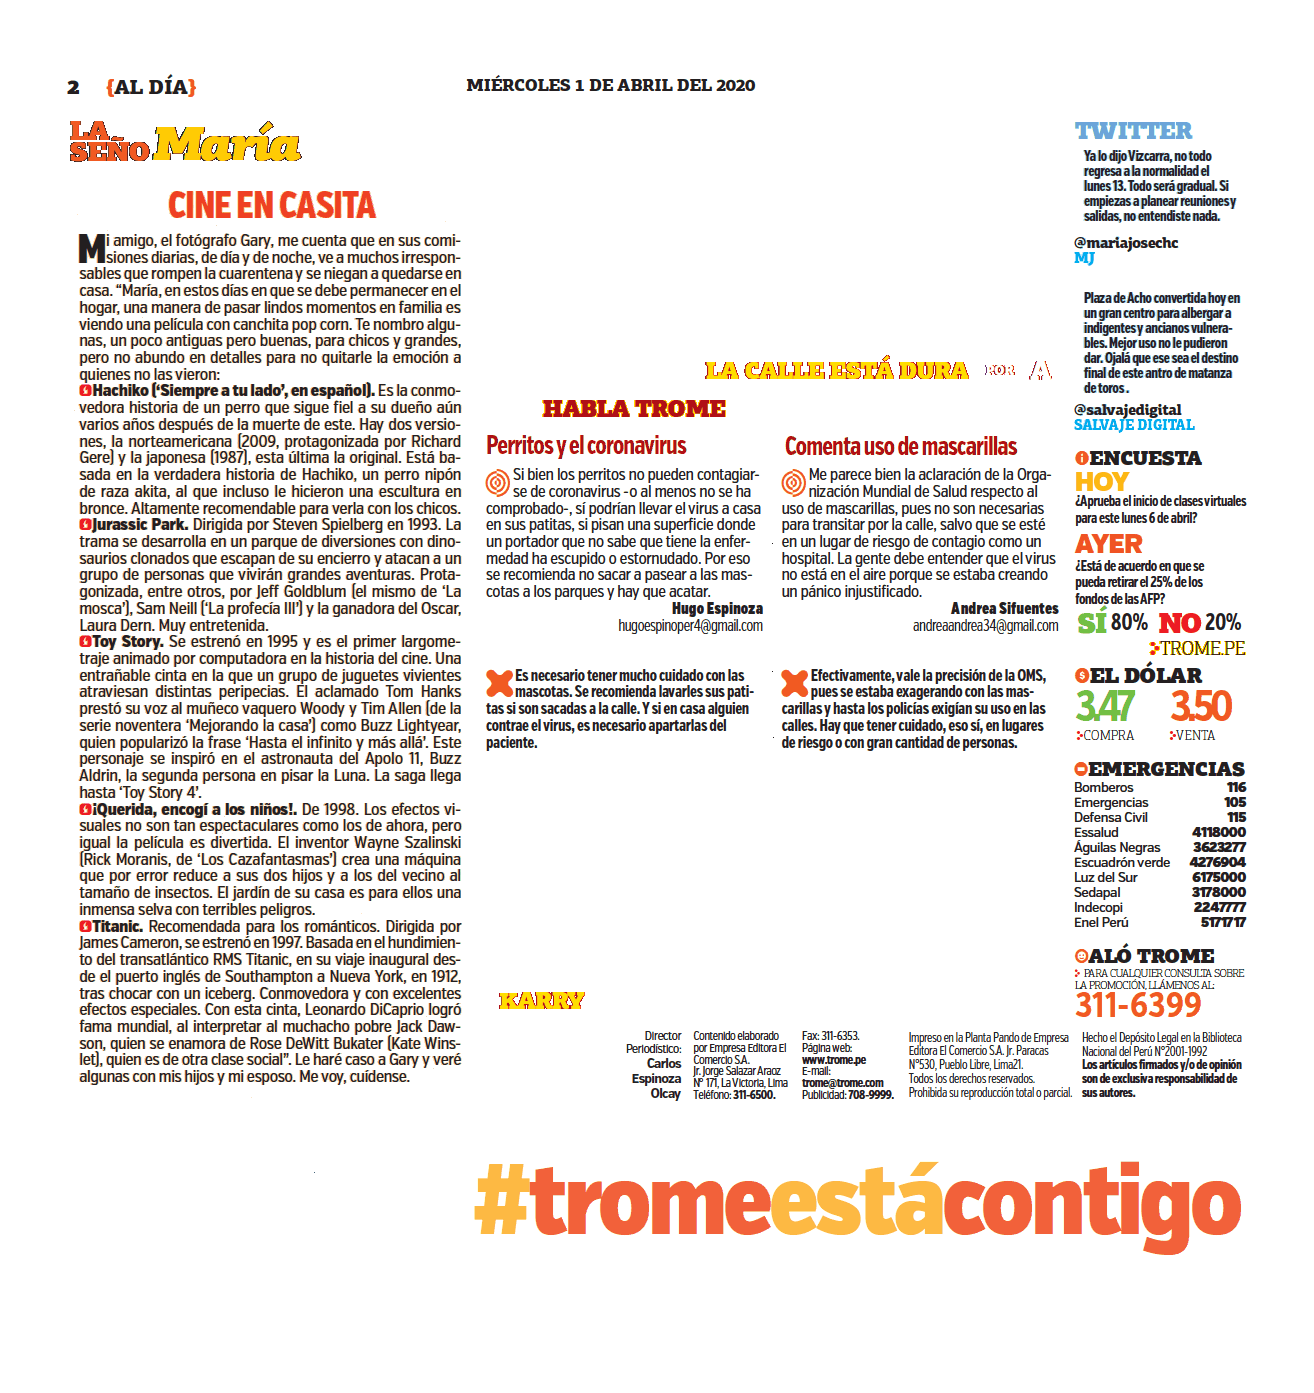 2 {AL DÍA}
MIÉRCOLES 1 DE ABRIL DEL 2020
LA
SEÑO María
CINE EN CASITA
Mi amigo, el fotógrafo Gary, me cuenta que en sus comi-
siones diarias, de día y de noche, ve a muchos irrespon-
sables que rompen la cuarentena y se niegan a quedarse en
casa. “María, en estos días en que se debe permanecer en el
hogar, una manera de pasar lindos momentos en familia es
viendo una película con canchita pop corn. Te nombro algu-
nas, un poco antiguas pero buenas, para chicos y grandes,
pero no abundo en detalles para no quitarle la emoción a
quienes no las vieron:
Hachiko (‘Siempre a tu lado’, en español). Es la conmo-
vedora historia de un perro que sigue fiel a su dueño aún
varios años después de la muerte de este. Hay dos versio-
nes, la norteamericana (2009, protagonizada por Richard
Gere) y la japonesa (1987), esta última la original. Está ba-
sada en la verdadera historia de Hachiko, un perro nipón
de raza akita, al que incluso le hicieron una escultura en
bronce. Altamente recomendable para verla con los chicos.
Jurassic Park. Dirigida por Steven Spielberg en 1993. La
trama se desarrolla en un parque de diversiones con dino-
saurios clonados que escapan de su encierro y atacan a un
grupo de personas que vivirán grandes aventuras. Prota-
gonizada, entre otros, por Jeff Goldblum (el mismo de ‘La
mosca’), Sam Neill (‘La profecía III’) y la ganadora del Oscar,
Laura Dern. Muy entretenida.
Toy Story. Se estrenó en 1995 y es el primer largome-
traje animado por computadora en la historia del cine. Una
entrañable cinta en la que un grupo de juguetes vivientes
atraviesan distintas peripecias. El aclamado Tom Hanks
prestó su voz al muñeco vaquero Woody y Tim Allen (de la
serie noventera ‘Mejorando la casa’) como Buzz Lightyear,
quien popularizó la frase ‘Hasta el infinito y más allá’. Este
personaje se inspiró en el astronauta del Apolo 11, Buzz
Aldrin, la segunda persona en pisar la Luna. La saga llega
hasta ‘Toy Story 4’.
¡Querida, encogí a los niños!. De 1998. Los efectos vi-
suales no son tan espectaculares como los de ahora, pero
igual la película es divertida. El inventor Wayne Szalinski
(Rick Moranis, de ‘Los Cazafantasmas’) crea una máquina
que por error reduce a sus dos hijos y a los del vecino al
tamaño de insectos. El jardín de su casa es para ellos una
inmensa selva con terribles peligros.
Titanic. Recomendada para los románticos. Dirigida por
James Cameron, se estrenó en 1997. Basada en el hundimien-
to del transatlántico RMS Titanic, en su viaje inaugural des-
de el puerto inglés de Southampton a Nueva York, en 1912,
tras chocar con un iceberg. Conmovedora y con excelentes
efectos especiales. Con esta cinta, Leonardo DiCaprio logró
fama mundial, al interpretar al muchacho pobre Jack Daw-
son, quien se enamora de Rose DeWitt Bukater (Kate Wins-
let), quien es de otra clase social”. Le haré caso a Gary y veré
algunas con mis hijos y mi esposo. Me voy, cuídense.
LA CALLE ESTÁ DURA POR A
HABLA TROME
Perritos y el coronavirus
Si bien los perritos no pueden contagiar-
se de coronavirus -o al menos no se ha
comprobado-, sí podrían llevar el virus a casa
en sus patitas, si pisan una superficie donde
un portador que no sabe que tiene la enfer-
medad ha escupido o estornudado. Por eso
se recomienda no sacar a pasear a las mas-
cotas a los parques y hay que acatar.
Hugo Espinoza
hugoespinoper4@gmail.com
Es necesario tener mucho cuidado con las
mascotas. Se recomienda lavarles sus pati-
tas si son sacadas a la calle. Y si en casa alguien
contrae el virus, es necesario apartarlas del
paciente.
Comenta uso de mascarillas
Me parece bien la aclaración de la Orga-
nización Mundial de Salud respecto al
uso de mascarillas, pues no son necesarias
para transitar por la calle, salvo que se esté
en un lugar de riesgo de contagio como un
hospital. La gente debe entender que el virus
no está en el aire porque se estaba creando
un pánico injustificado.
Andrea Sifuentes
andreaandrea34@gmail.com
Efectivamente, vale la precisión de la OMS,
pues se estaba exagerando con las mas-
carillas y hasta los policías exigían su uso en las
calles. Hay que tener cuidado, eso sí, en lugares
de riesgo o con gran cantidad de personas.
KARRY
TWITTER
Ya lo dijo Vizcarra, no todo
regresa a la normalidad el
lunes 13. Todo será gradual. Si
empiezas a planear reuniones y
salidas, no entendiste nada.
@mariajosechc
MJ
Plaza de Acho convertida hoy en
un gran centro para albergar a
indigentes y ancianos vulnera-
bles. Mejor uso no le pudieron
dar. Ojalá que ese sea el destino
final de este antro de matanza
de toros .
@salvajedigital
SALVAJE DIGITAL
ENCUESTA
HOY
¿Aprueba el inicio de clases virtuales
para este lunes 6 de abril?
AYER
¿Está de acuerdo en que se
pueda retirar el 25% de los
fondos de las AFP?
SÍ 80% NO 20%
TROME.PE
EL DÓLAR
3.47 3.50
COMPRA VENTA
EMERGENCIAS
Bomberos 116
Emergencias 105
Defensa Civil 115
Essalud 4118000
Águilas Negras 3623277
Escuadrón verde 4276904
Luz del Sur 6175000
Sedapal 3178000
Indecopi 2247777
Enel Perú 5171717
ALÓ TROME
PARA CUALQUIER CONSULTA SOBRE
LA PROMOCIÓN, LLÁMENOS AL:
311-6399
Director
Periodístico:
Carlos
Espinoza
Olcay
Contenido elaborado
por Empresa Editora El
Comercio S.A.
Jr. Jorge Salazar Araoz
N° 171, La Victoria, Lima
Teléfono: 311-6500.
Fax: 311-6353.
Página web:
www.trome.pe
E-mail:
trome@trome.com
Publicidad: 708-9999.
Impreso en la Planta Pando de Empresa
Editora El Comercio S.A. Jr. Paracas
N°530, Pueblo Libre, Lima21.
Todos los derechos reservados.
Prohibida su reproducción total o parcial.
Hecho el Depósito Legal en la Biblioteca
Nacional del Perú N°2001-1992
Los artículos firmados y/o de opinión
son de exclusiva responsabilidad de
sus autores.
#tromeestácontigo